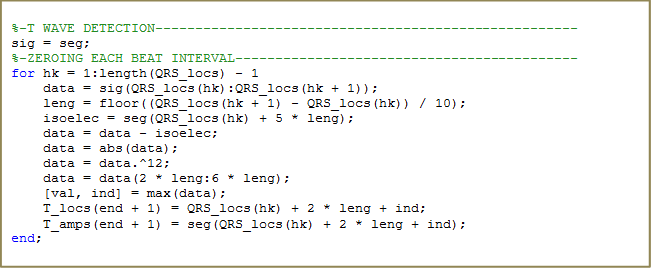 %-T WAVE DETECTION------------------------------------------------------
sig = seg;
%-ZEROING EACH BEAT INTERVAL--------------------------------------------
for hk = 1:length(QRS_locs) - 1
    data = sig(QRS_locs(hk):QRS_locs(hk + 1));
    leng = floor((QRS_locs(hk + 1) - QRS_locs(hk)) / 10);
    isoelec = seg(QRS_locs(hk) + 5 * leng);
    data = data - isoelec;
    data = abs(data);
    data = data.^12;
    data = data(2 * leng:6 * leng);
    [val, ind] = max(data);
    T_locs(end + 1) = QRS_locs(hk) + 2 * leng + ind;
    T_amps(end + 1) = seg(QRS_locs(hk) + 2 * leng + ind);
end;